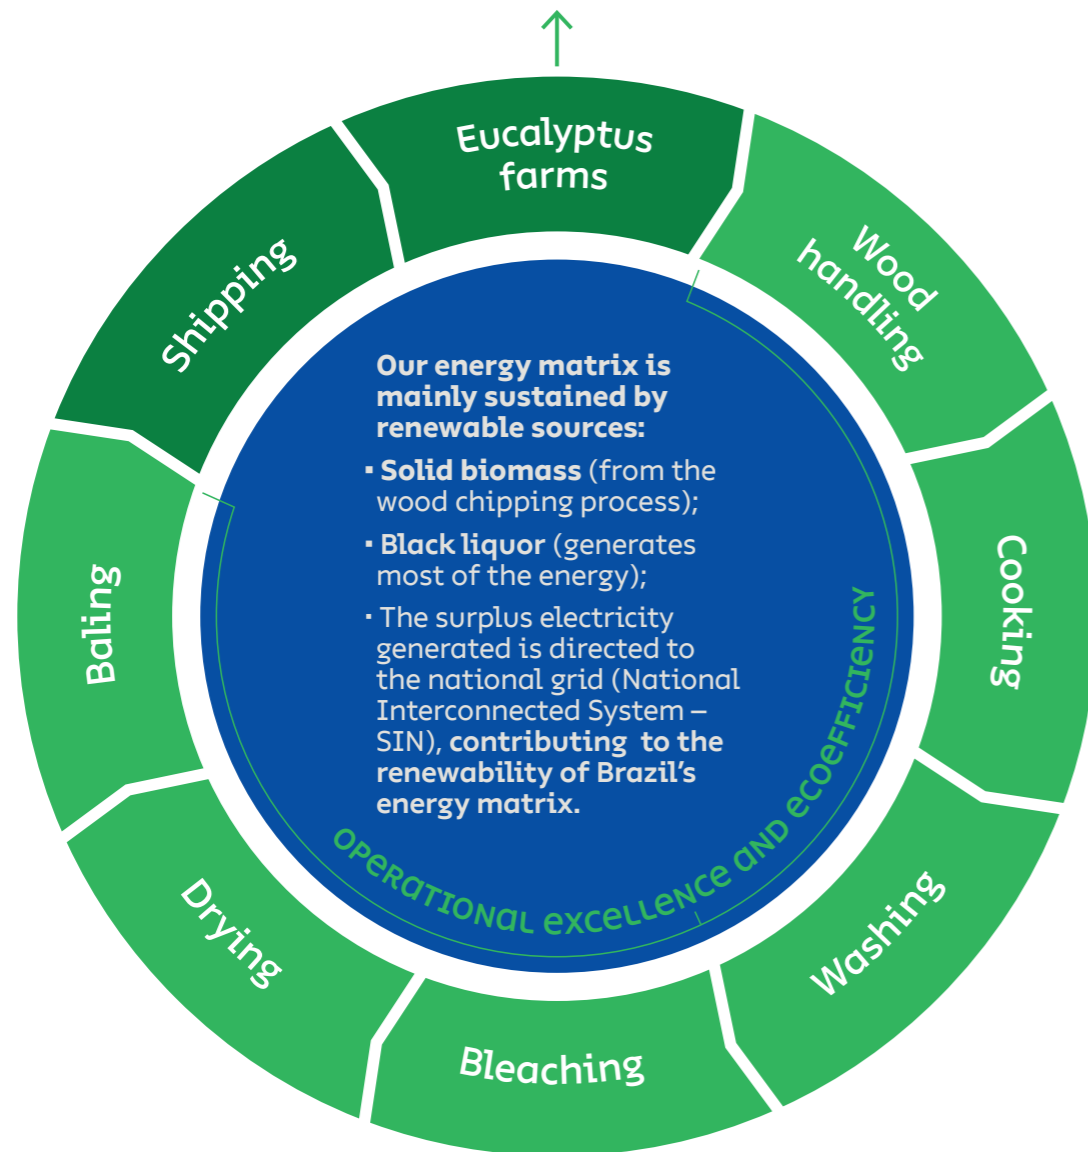 Eucalyptus
farms
Wood
handling
Cooking
Washing
Bleaching
Drying
Baling
Shipping
Our energy matrix is
mainly sustained by
renewable sources:
▪ Solid biomass (from the
wood chipping process);
▪ Black liquor (generates
most of the energy);
▪ The surplus electricity
generated is directed to
the national grid (National
Interconnected System –
SIN), contributing to the
renewability of Brazil's
energy matrix.
OPERATIONAL EXCELLENCE AND ECOEFFICIENCY